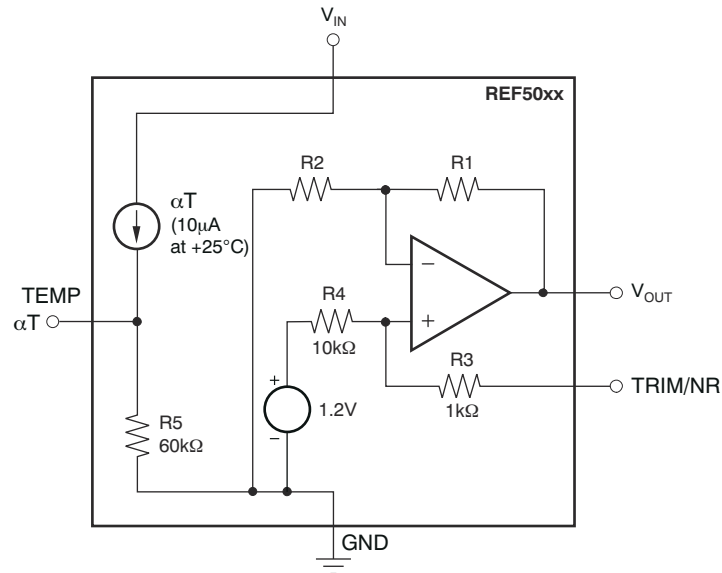 V_IN
REF50xx
R2
R1
αT
(10μA
at +25°C)
TEMP
αT
−
+
V_OUT
R4
10kΩ
R3
1kΩ
TRIM/NR
+
1.2V
−
R5
60kΩ
GND